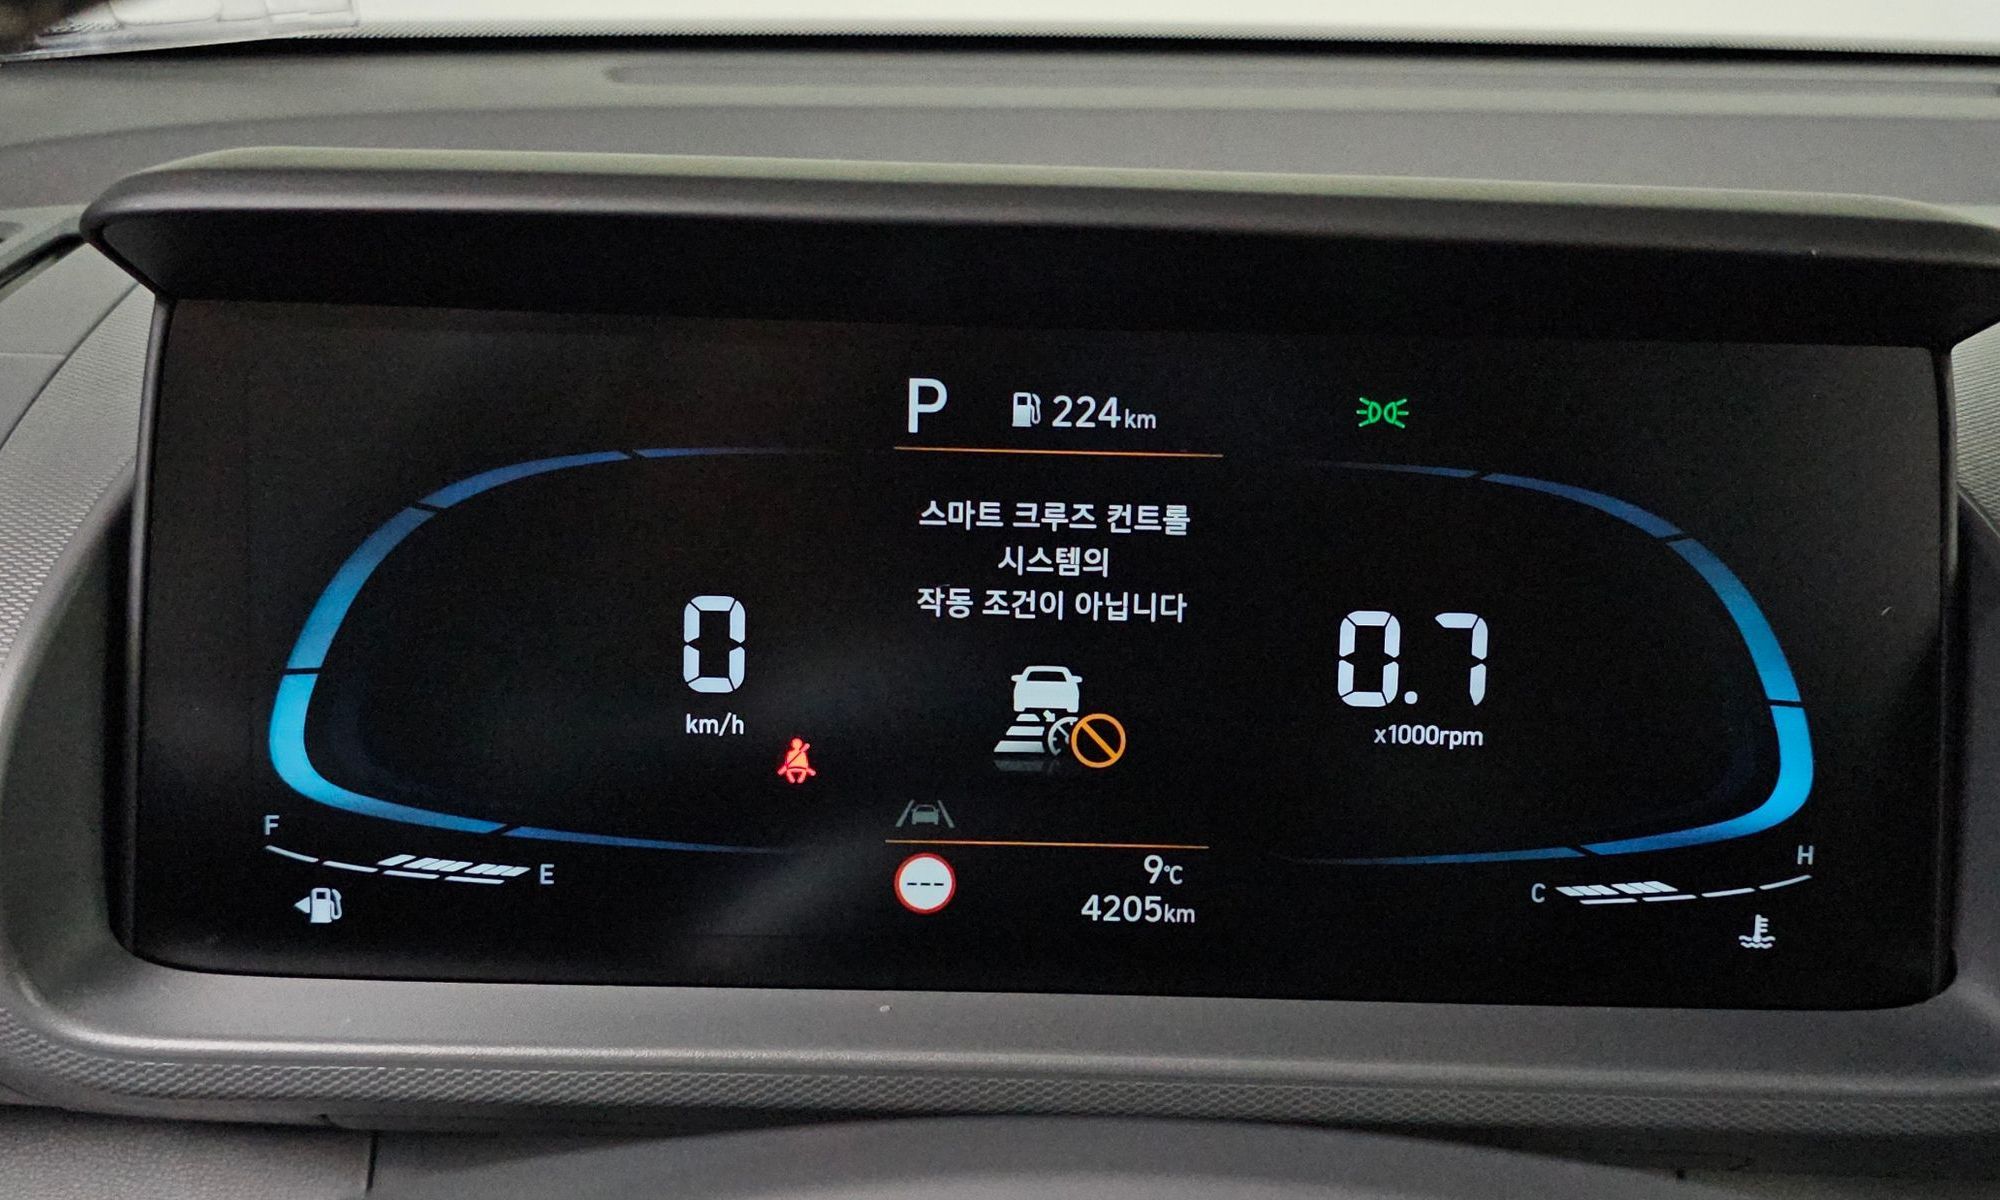 P 224km
스마트 크루즈 컨트롤
시스템의
작동 조건이 아닙니다
0
km/h
0.7
x1000rpm
F
E
---
9℃
4205km
C
H